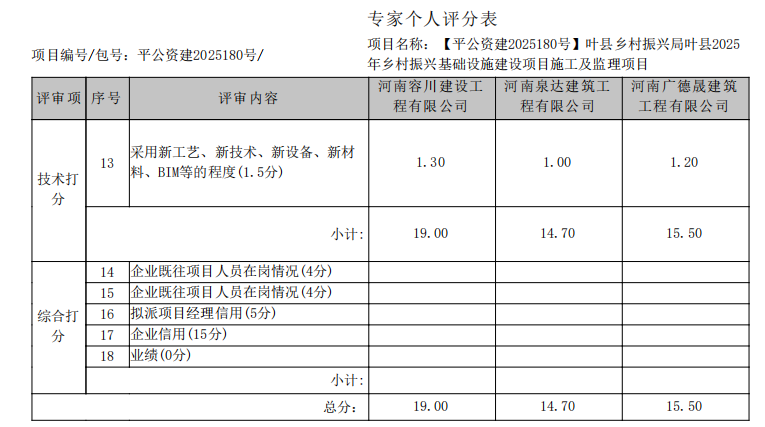 专家个人评分表
项目编号/包号：平公资建2025180号/
项目名称：【平公资建2025180号】叶县乡村振兴局叶县2025
年乡村振兴基础设施建设项目施工及监理项目
评审项 序号 评审内容 河南容川建设工程有限公司 河南泉达建筑工程有限公司 河南广德晟建筑工程有限公司
技术打分
13 采用新工艺、新技术、新设备、新材料、BIM等的程度(1.5分) 1.30 1.00 1.20
小计: 19.00 14.70 15.50
综合打分
14 企业既往项目人员在岗情况(4分)
15 企业既往项目人员在岗情况(4分)
16 拟派项目经理信用(5分)
17 企业信用(15分)
18 业绩(0分)
小计:
总分: 19.00 14.70 15.50